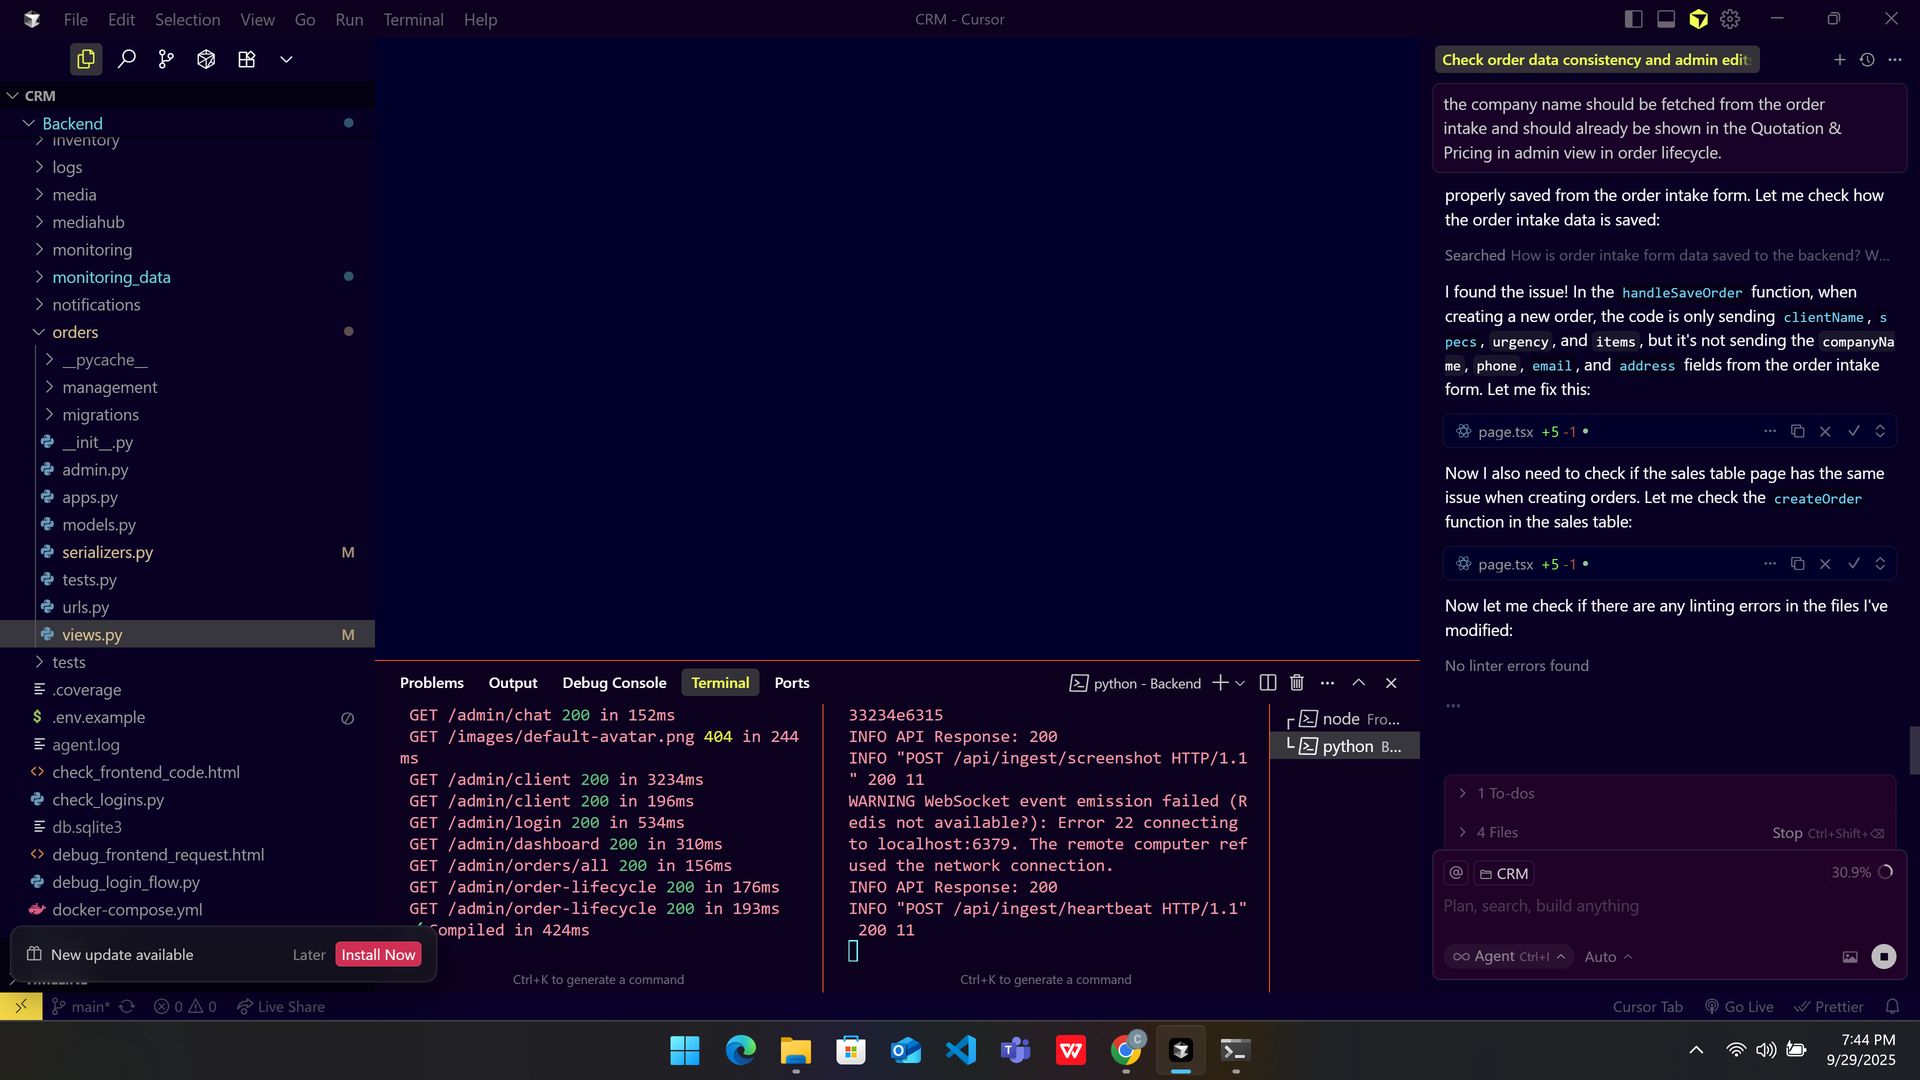 File Edit Selection View Go Run Terminal Help
CRM - Cursor
CRM
Backend
inventory
logs
media
mediahub
monitoring
monitoring_data
notifications
orders
__pycache__
management
migrations
__init__.py
admin.py
apps.py
models.py
serializers.py M
tests.py
urls.py
views.py M
tests
.coverage
.env.example
agent.log
check_frontend_code.html
check_logins.py
db.sqlite3
debug_frontend_request.html
debug_login_flow.py
docker-compose.yml
New update available Later Install Now
TIMELINE
Problems Output Debug Console Terminal Ports
python - Backend
GET /admin/chat 200 in 152ms
GET /images/default-avatar.png 404 in 244
ms
GET /admin/client 200 in 3234ms
GET /admin/client 200 in 196ms
GET /admin/login 200 in 534ms
GET /admin/dashboard 200 in 310ms
GET /admin/orders/all 200 in 156ms
GET /admin/order-lifecycle 200 in 176ms
GET /admin/order-lifecycle 200 in 193ms
✓ Compiled in 424ms
Ctrl+K to generate a command
33234e6315
INFO API Response: 200
INFO "POST /api/ingest/screenshot HTTP/1.1
" 200 11
WARNING WebSocket event emission failed (R
edis not available?): Error 22 connecting
to localhost:6379. The remote computer ref
used the network connection.
INFO API Response: 200
INFO "POST /api/ingest/heartbeat HTTP/1.1"
200 11
Ctrl+K to generate a command
node Fro...
python B...
Check order data consistency and admin edit
the company name should be fetched from the order
intake and should already be shown in the Quotation &
Pricing in admin view in order lifecycle.
properly saved from the order intake form. Let me check how
the order intake data is saved:
Searched How is order intake form data saved to the backend? W...
I found the issue! In the handleSaveOrder function, when
creating a new order, the code is only sending clientName, s
pecs, urgency, and items, but it's not sending the companyNa
me, phone, email, and address fields from the order intake
form. Let me fix this:
page.tsx +5 -1
Now I also need to check if the sales table page has the same
issue when creating orders. Let me check the createOrder
function in the sales table:
page.tsx +5 -1
Now let me check if there are any linting errors in the files I've
modified:
No linter errors found
1 To-dos
4 Files Stop Ctrl+Shift+⌫
@ CRM 30.9%
Plan, search, build anything
Agent Ctrl+I Auto
main* 0 0 Live Share
Cursor Tab Go Live Prettier
C
7:44 PM
9/29/2025